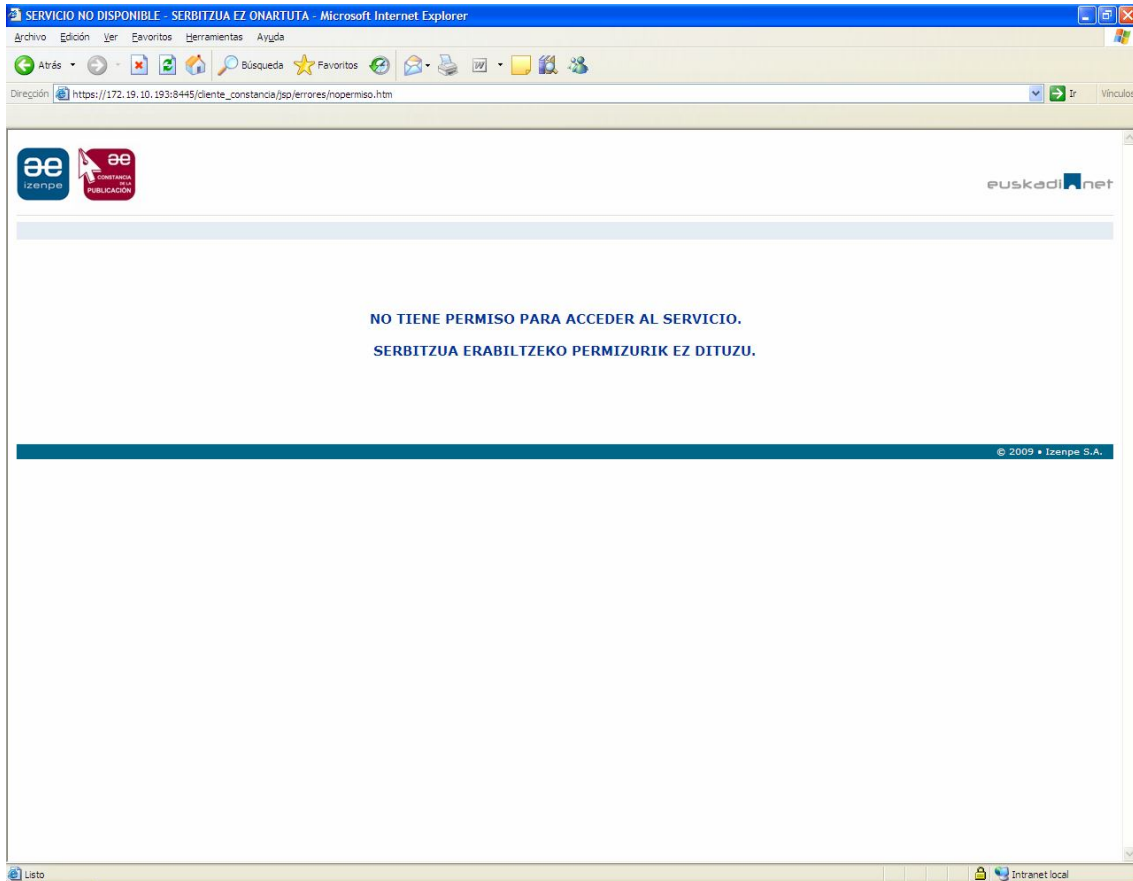 SERVICIO NO DISPONIBLE - SERBITZUA EZ ONARTUTA - Microsoft Internet Explorer
Archivo Edición Ver Favoritos Herramientas Ayuda
Atrás Búsqueda Favoritos
Dirección https://172.19.10.193:8445/cliente_constancia/jsp/errores/nopermiso.htm Ir Vínculos
izenpe
CONSTANCIA
DE LA
PUBLICACIÓN
euskadi net
NO TIENE PERMISO PARA ACCEDER AL SERVICIO.
SERBITZUA ERABILTZEKO PERMIZURIK EZ DITUZU.
© 2009 • Izenpe S.A.
Listo Intranet local